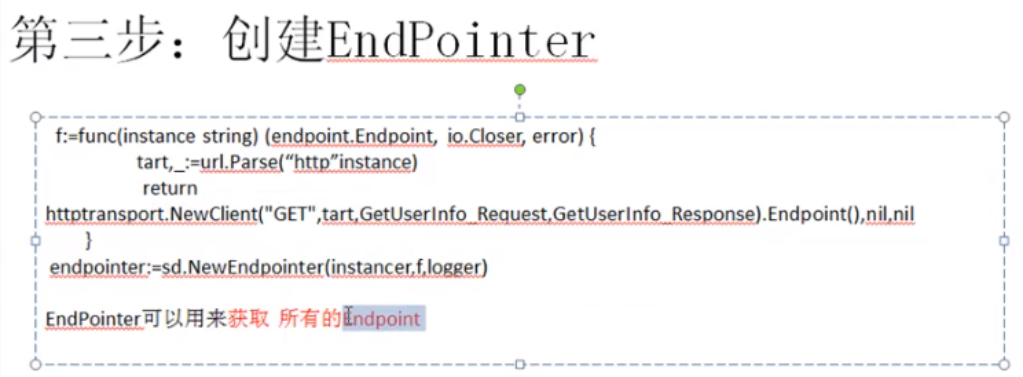 第三步：创建EndPointer
f:=func(instance string) (endpoint.Endpoint, io.Closer, error) {
tart,_:=url.Parse(“http”instance)
return
httptransport.NewClient("GET",tart,GetUserInfo_Request,GetUserInfo_Response).Endpoint(),nil,nil
}
endpointer:=sd.NewEndpointer(instancer,f,logger)
EndPointer可以用来获取 所有的Endpoint